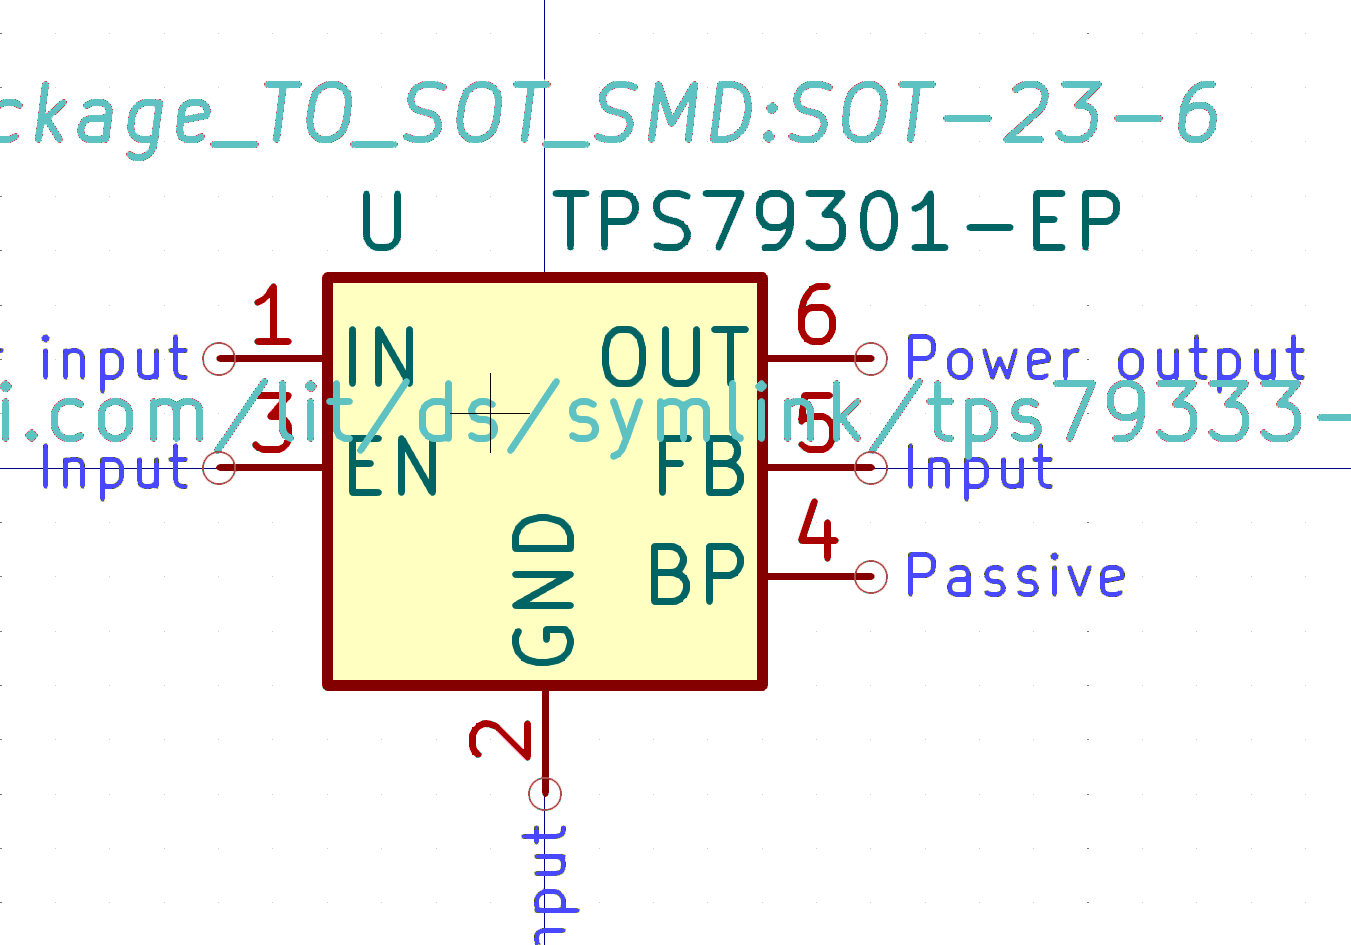 ckage_TO_SOT_SMD:SOT-23-6
U TPS79301-EP
1 6
input IN OUT Power output
i.com/lit/ds/symlink/tps79333-
3 5
Input EN FB Input
4
GND BP Passive
2
nput